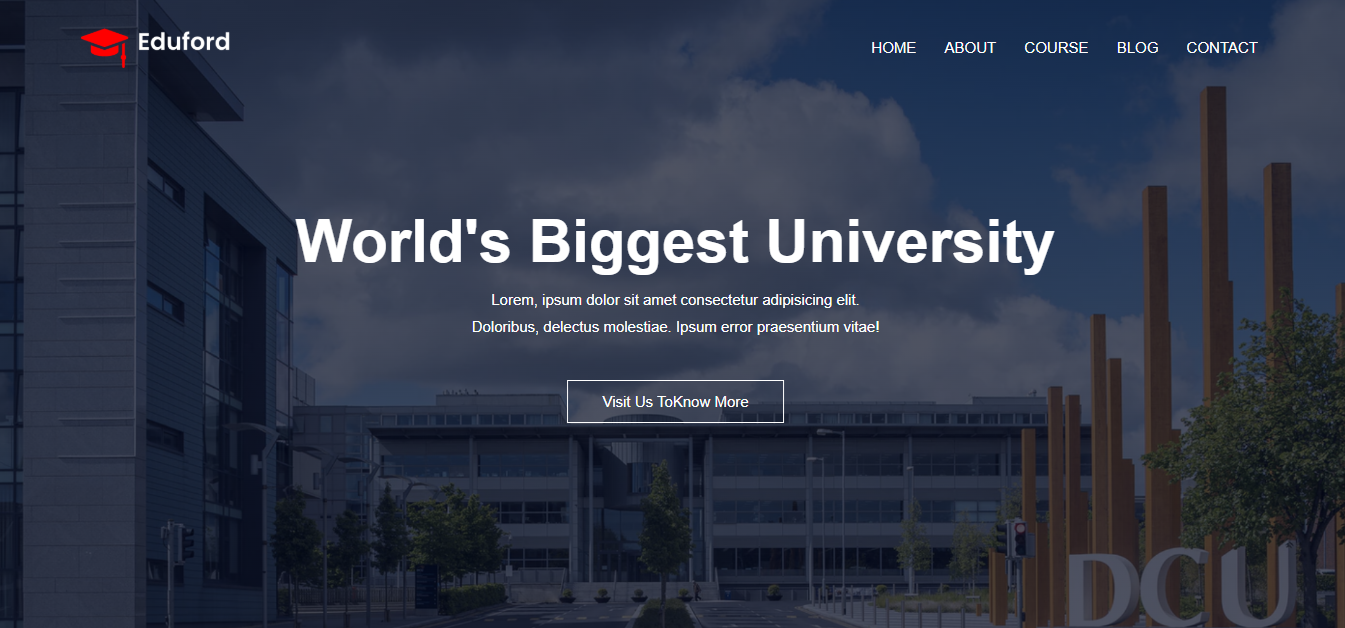 Eduford
HOME ABOUT COURSE BLOG CONTACT
World's Biggest University
Lorem, ipsum dolor sit amet consectetur adipisicing elit.
Doloribus, delectus molestiae. Ipsum error praesentium vitae!
Visit Us ToKnow More
DCU